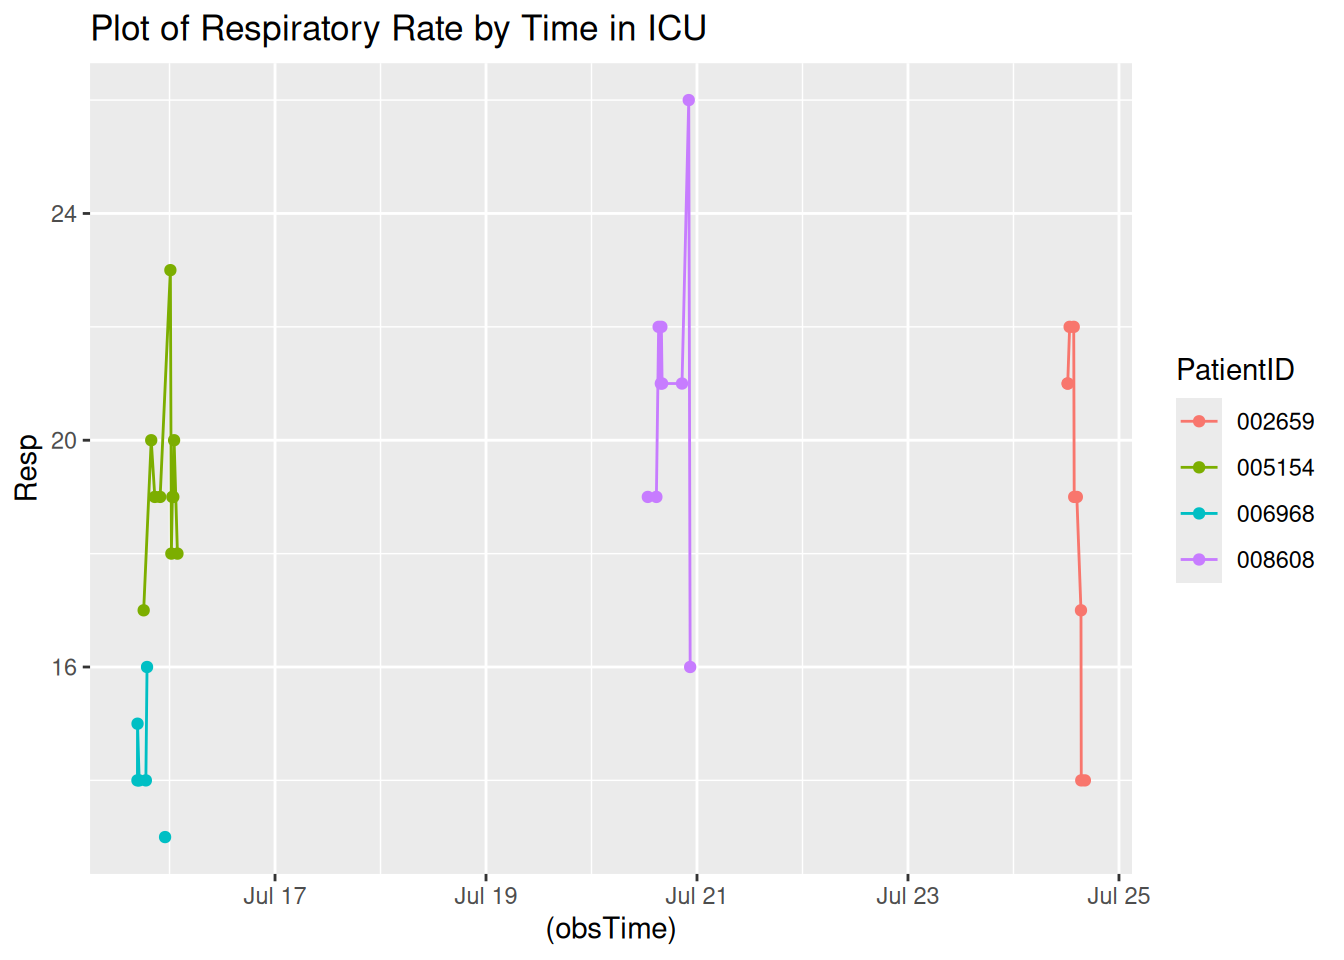 Plot of Respiratory Rate by Time in ICU
24
20
16
Resp
Jul 17
Jul 19
Jul 21
Jul 23
Jul 25
(obsTime)
PatientID
002659
005154
006968
008608